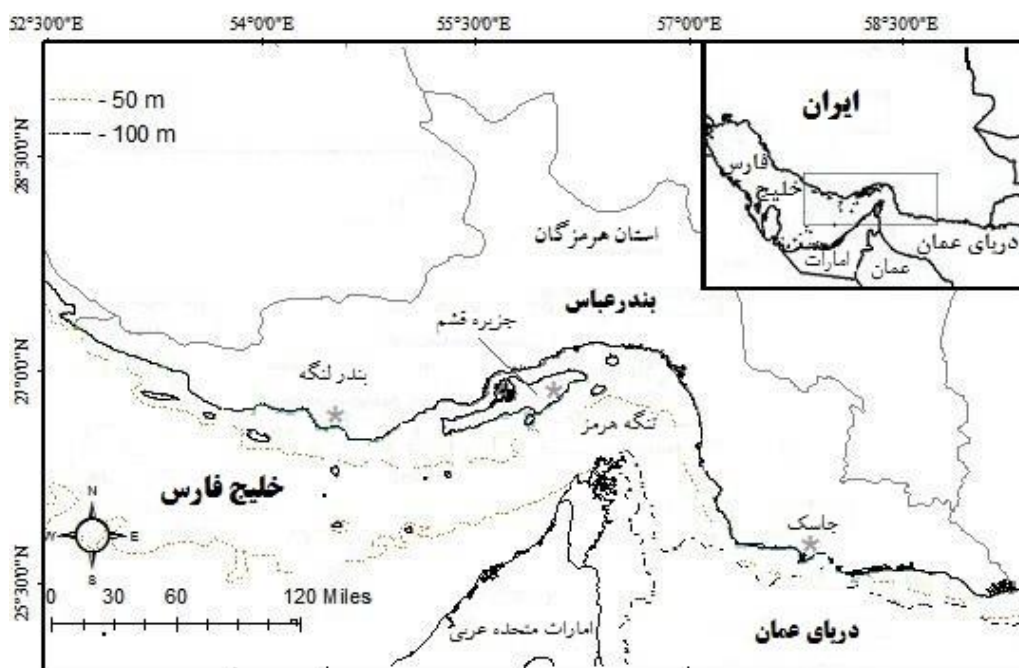 52°30'0"E
54°0'0"E
55°30'0"E
57°0'0"E
58°30'0"E
- 50 m
- 100 m
28°30'0"N
27°0'0"N
25°30'0"N
ایران
خلیج فارس
دریای عمان
امارات
عمان
استان هرمزگان
بندرعباس
جزیره قشم
بندر لنگه
تنگه هرمز
خلیج فارس
جاسک
N
W
E
S
0 30 60 120 Miles
امارات متحده عربی
دریای عمان